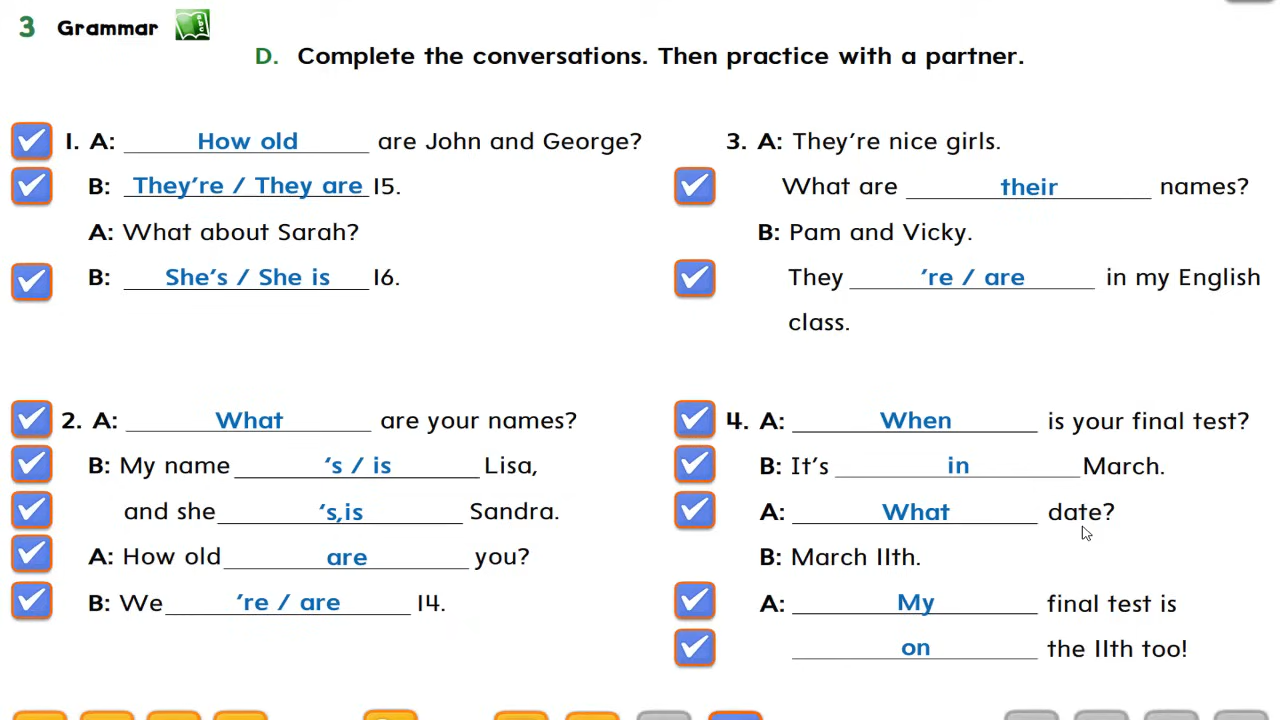 3 Grammar abc
D. Complete the conversations. Then practice with a partner.
1. A: How old are John and George?
B: They're / They are 15.
A: What about Sarah?
B: She's / She is 16.
2. A: What are your names?
B: My name 's / is Lisa,
and she 's,is Sandra.
A: How old are you?
B: We 're / are 14.
3. A: They're nice girls.
What are their names?
B: Pam and Vicky.
They 're / are in my English
class.
4. A: When is your final test?
B: It's in March.
A: What date?
B: March 11th.
A: My final test is
on the 11th too!